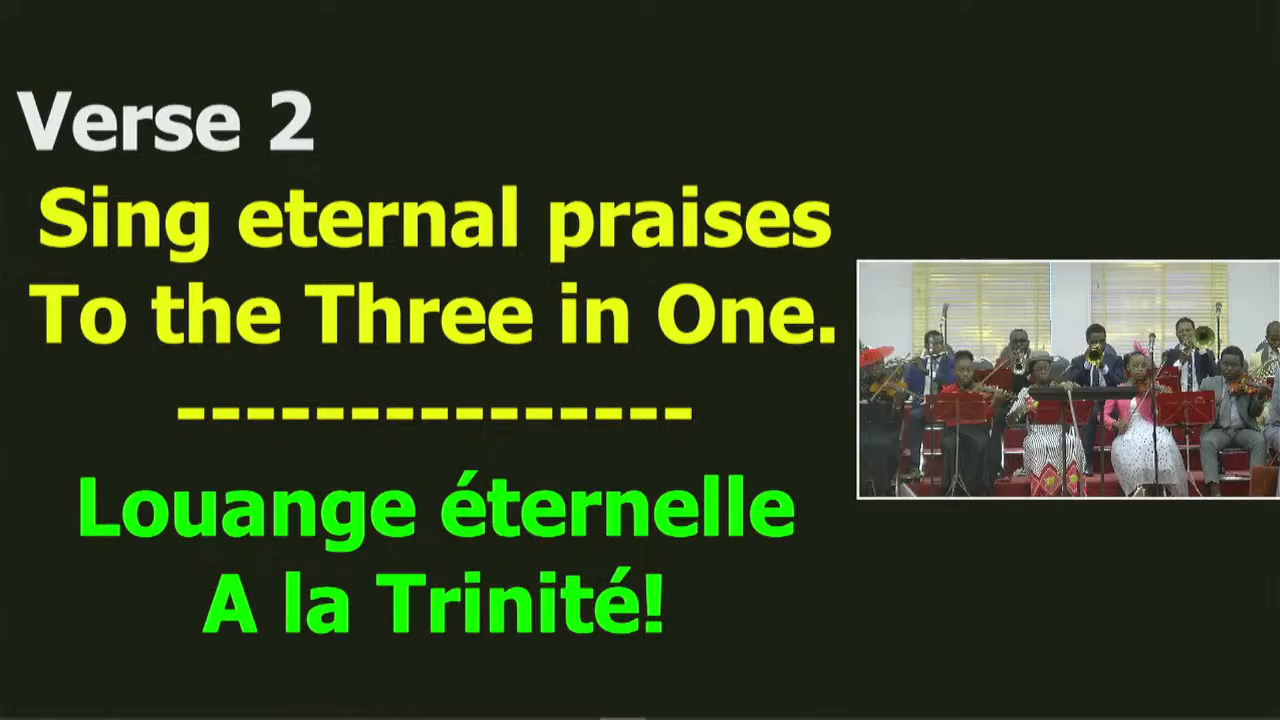 Verse 2
Sing eternal praises
To the Three in One.
---------------
Louange éternelle
A la Trinité!